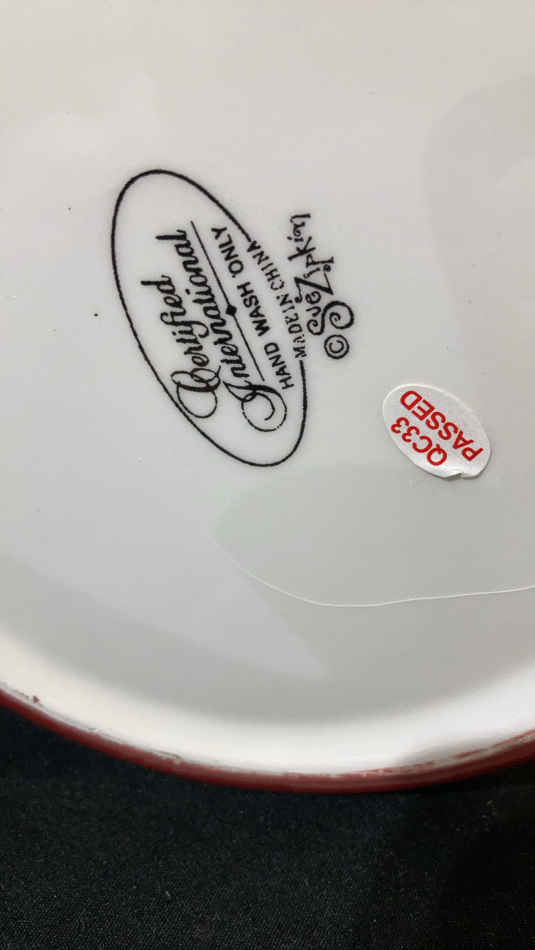 Certified
International
HAND WASH ONLY
MADE IN CHINA
© Sue Zipkin
QC33
PASSED